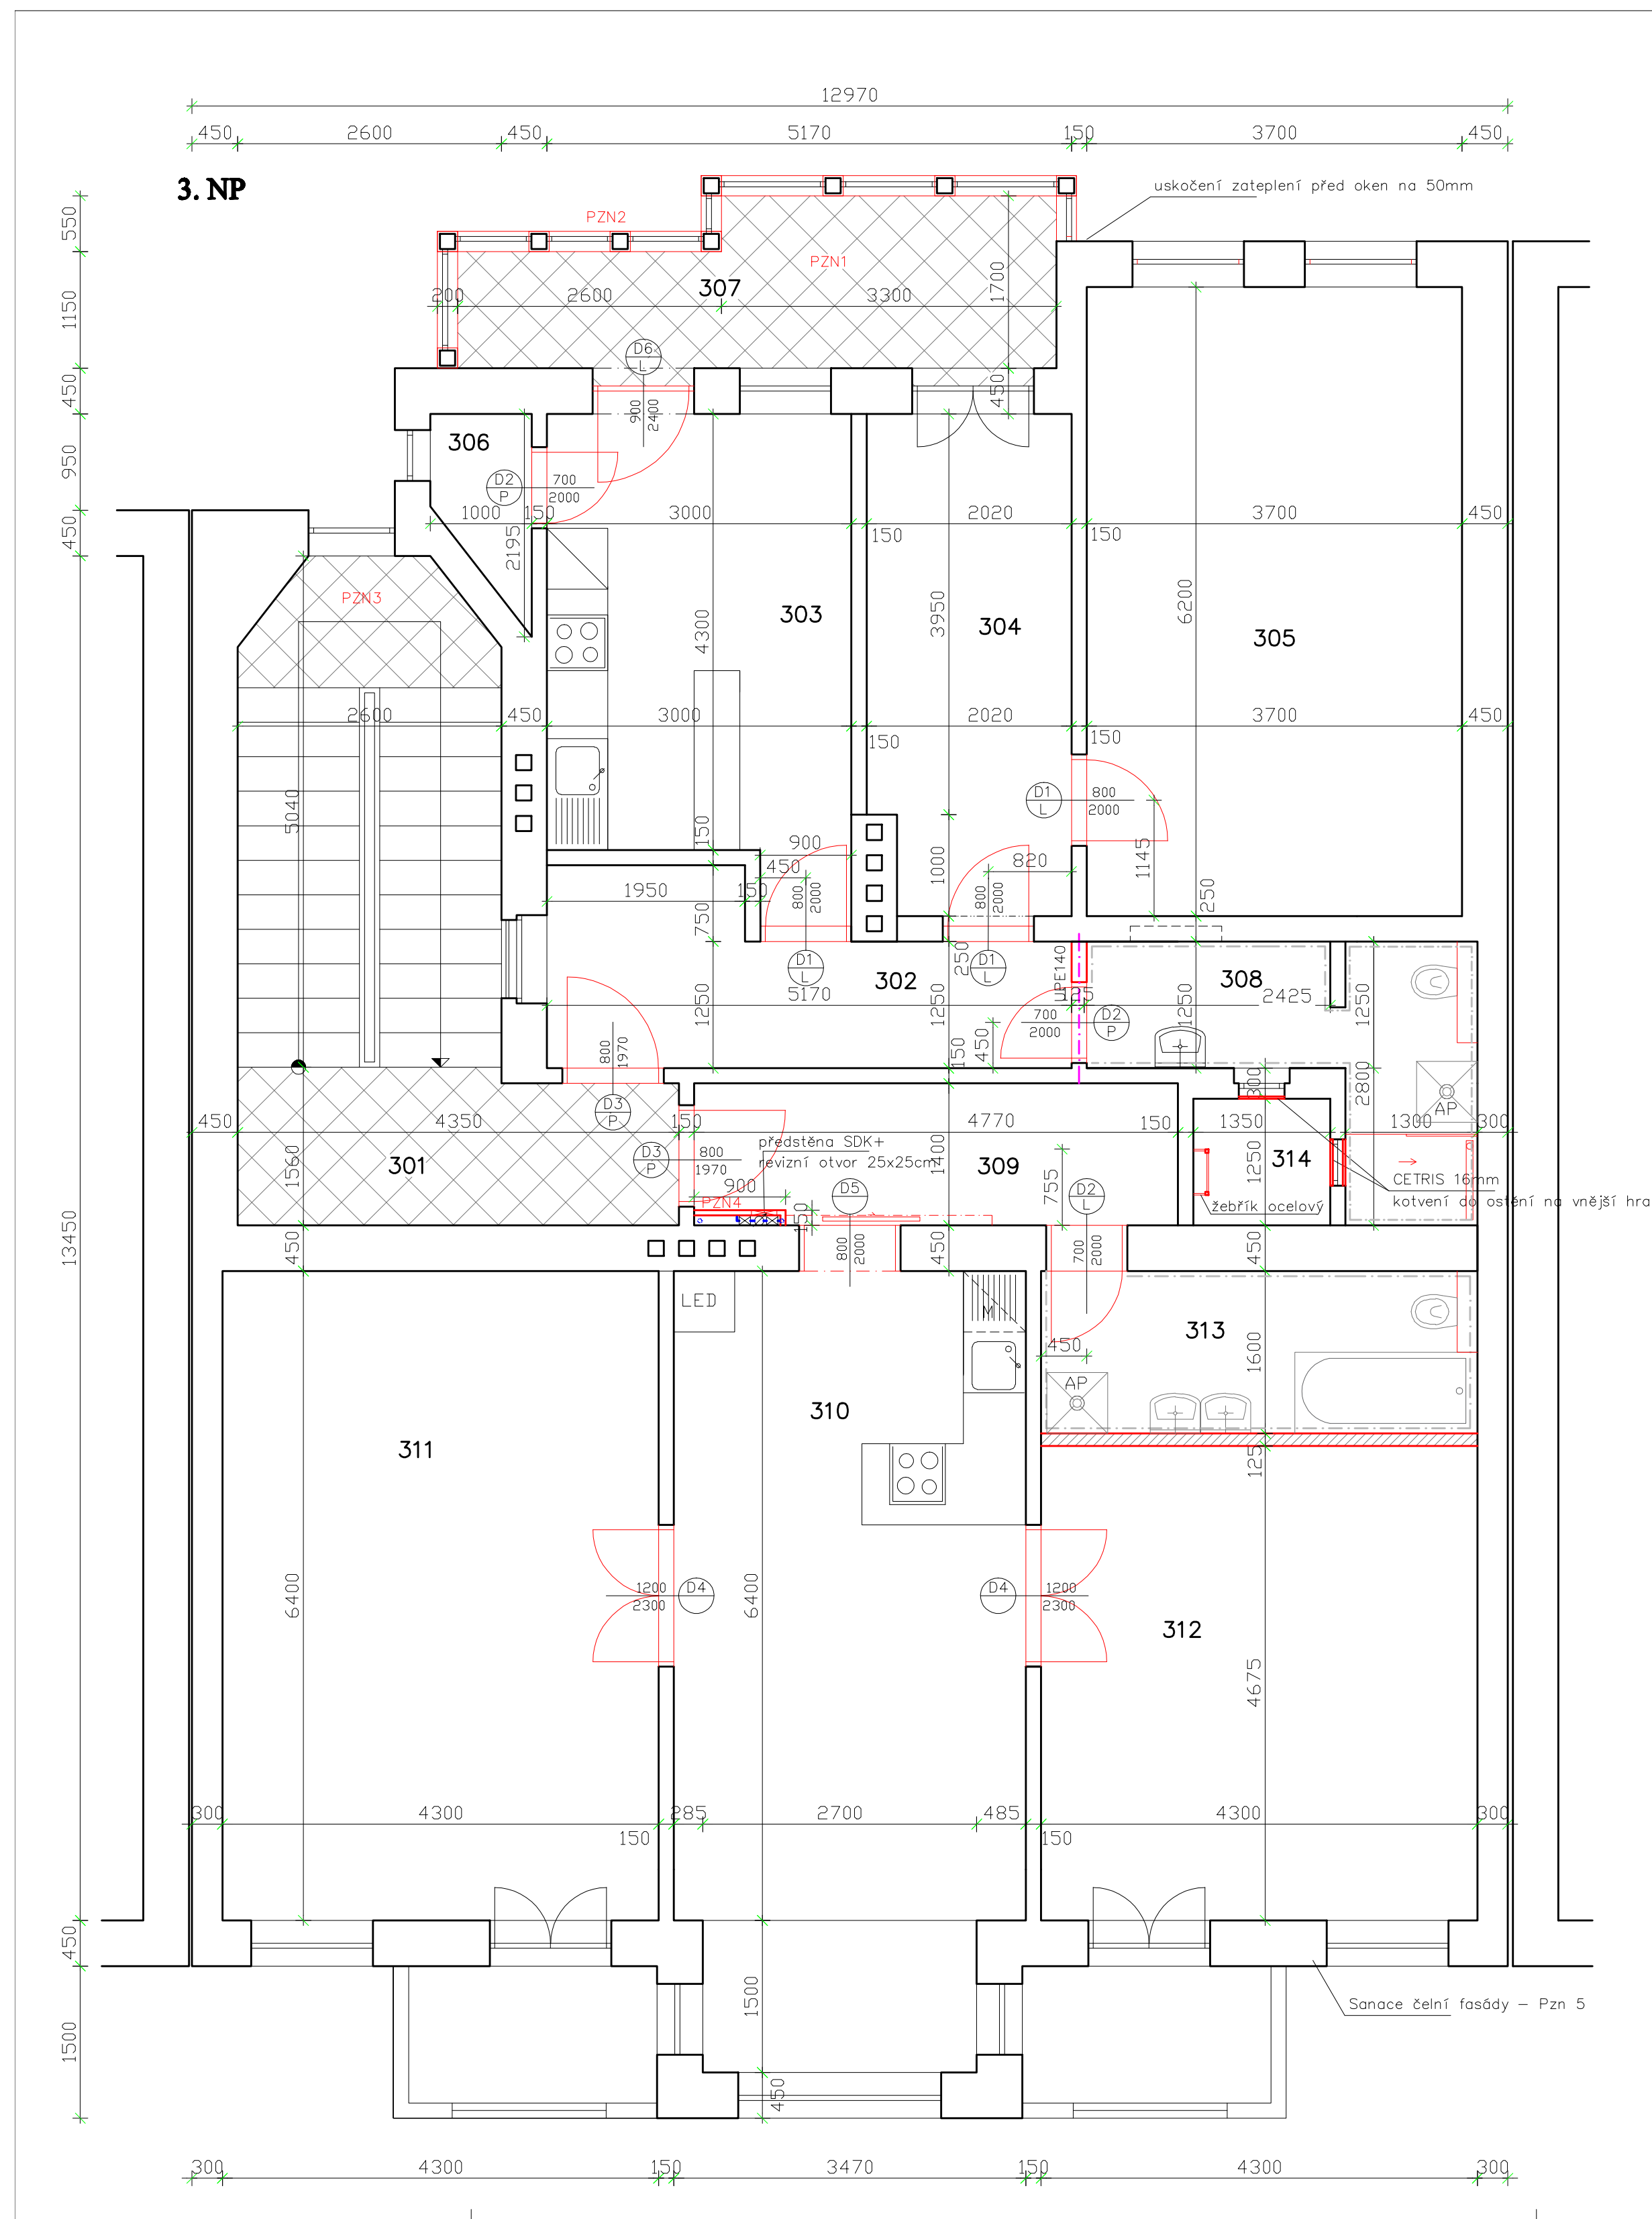 12970
450 2600 450 5170 150 3700 450
3. NP
uskočení zateplení před oken na 50mm
550
PZN2
PZN1
1150
307
1700
200 2600 3300
D6
L
900
2400
450
450
306
950
D2
P
700
2000
1000 150 3000 2020 3700 450
150 150
450
2195
PZN3
303
304
305
4300
3950
6200
2600 450 3000 2020 3700 450
150 150
D1
L
800
2000
5040
150
900
450
820
1000
1145
1950 150
800
2000
800
2000
750
250
D1
L
D1
L
250
UPE140
302
308
5170 125 2425
1250
1250
1250
1250
700
2000
D2
P
150
450
800
1970
300
2800
AP
D3
P
450 4350 150 4770 150 1350 1300 300
předstěna SDK+
revizní otvor 25x25cm
D3
P
800
1970
301
1560
309
1400
314
1250
755
CETRIS 16mm
kotvení do ostění na vnější hra
900
PZN4
D5
D2
L
žebřík ocelový
150
13450
450
800
2000
450
700
2000
450
LED
M
313
1600
450
AP
310
311
125
D4
1200
2300
D4
1200
2300
6400
6400
312
4675
300 4300 285 2700 485 4300 300
150 150
450
1500
1500
Sanace čelní fasády – Pzn 5
450
300 4300 150 3470 150 4300 300